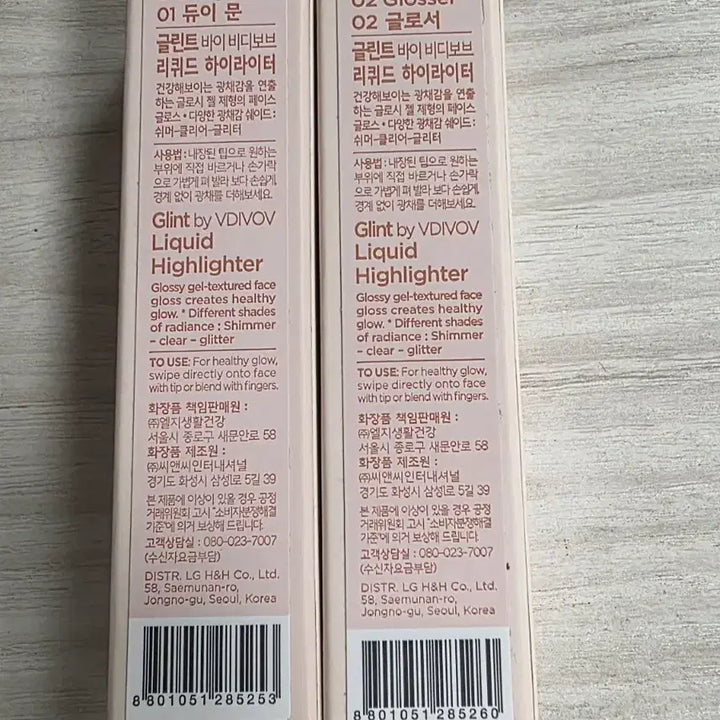 01 듀이 문
글린트 바이 비디보브
리퀴드 하이라이터
건강해보이는 광채감을 연출
하는 글로시 젤 제형의 페이스
글로스 * 다양한 광채감 쉐이드:
쉬머-클리어-글리터
사용법: 내장된 팁으로 원하는
부위에 직접 바르거나 손가락
으로 가볍게 펴 발라 보다 손쉽게,
경계 없이 광채를 더해보세요.
Glint by VDIVOV
Liquid
Highlighter
Glossy gel-textured face
gloss creates healthy
glow. * Different shades
of radiance : Shimmer
– clear – glitter
TO USE: For healthy glow,
swipe directly onto face
with tip or blend with fingers.
화장품 책임판매원 :
㈜엘지생활건강
서울시 종로구 새문안로 58
화장품 제조원 :
㈜씨앤씨인터내셔널
경기도 화성시 삼성1로 5길 39
본 제품에 이상이 있을 경우 공정
거래위원회 고시 "소비자분쟁해결
기준"에 의거 보상해 드립니다.
고객상담실 : 080-023-7007
(수신자요금부담)
DISTR. LG H&H Co., Ltd.
58, Saemunan-ro,
Jongno-gu, Seoul, Korea
8 801051 285253
02 Glosser
02 글로서
글린트 바이 비디보브
리퀴드 하이라이터
건강해보이는 광채감을 연출
하는 글로시 젤 제형의 페이스
글로스 * 다양한 광채감 쉐이드:
쉬머-클리어-글리터
사용법: 내장된 팁으로 원하는
부위에 직접 바르거나 손가락
으로 가볍게 펴 발라 보다 손쉽게,
경계 없이 광채를 더해보세요.
Glint by VDIVOV
Liquid
Highlighter
Glossy gel-textured face
gloss creates healthy
glow. * Different shades
of radiance : Shimmer
– clear – glitter
TO USE: For healthy glow,
swipe directly onto face
with tip or blend with fingers.
화장품 책임판매원 :
㈜엘지생활건강
서울시 종로구 새문안로 58
화장품 제조원 :
㈜씨앤씨인터내셔널
경기도 화성시 삼성1로 5길 39
본 제품에 이상이 있을 경우 공정
거래위원회 고시 "소비자분쟁해결
기준"에 의거 보상해 드립니다.
고객상담실 : 080-023-7007
(수신자요금부담)
DISTR. LG H&H Co., Ltd.
58, Saemunan-ro,
Jongno-gu, Seoul, Korea
8 801051 285260